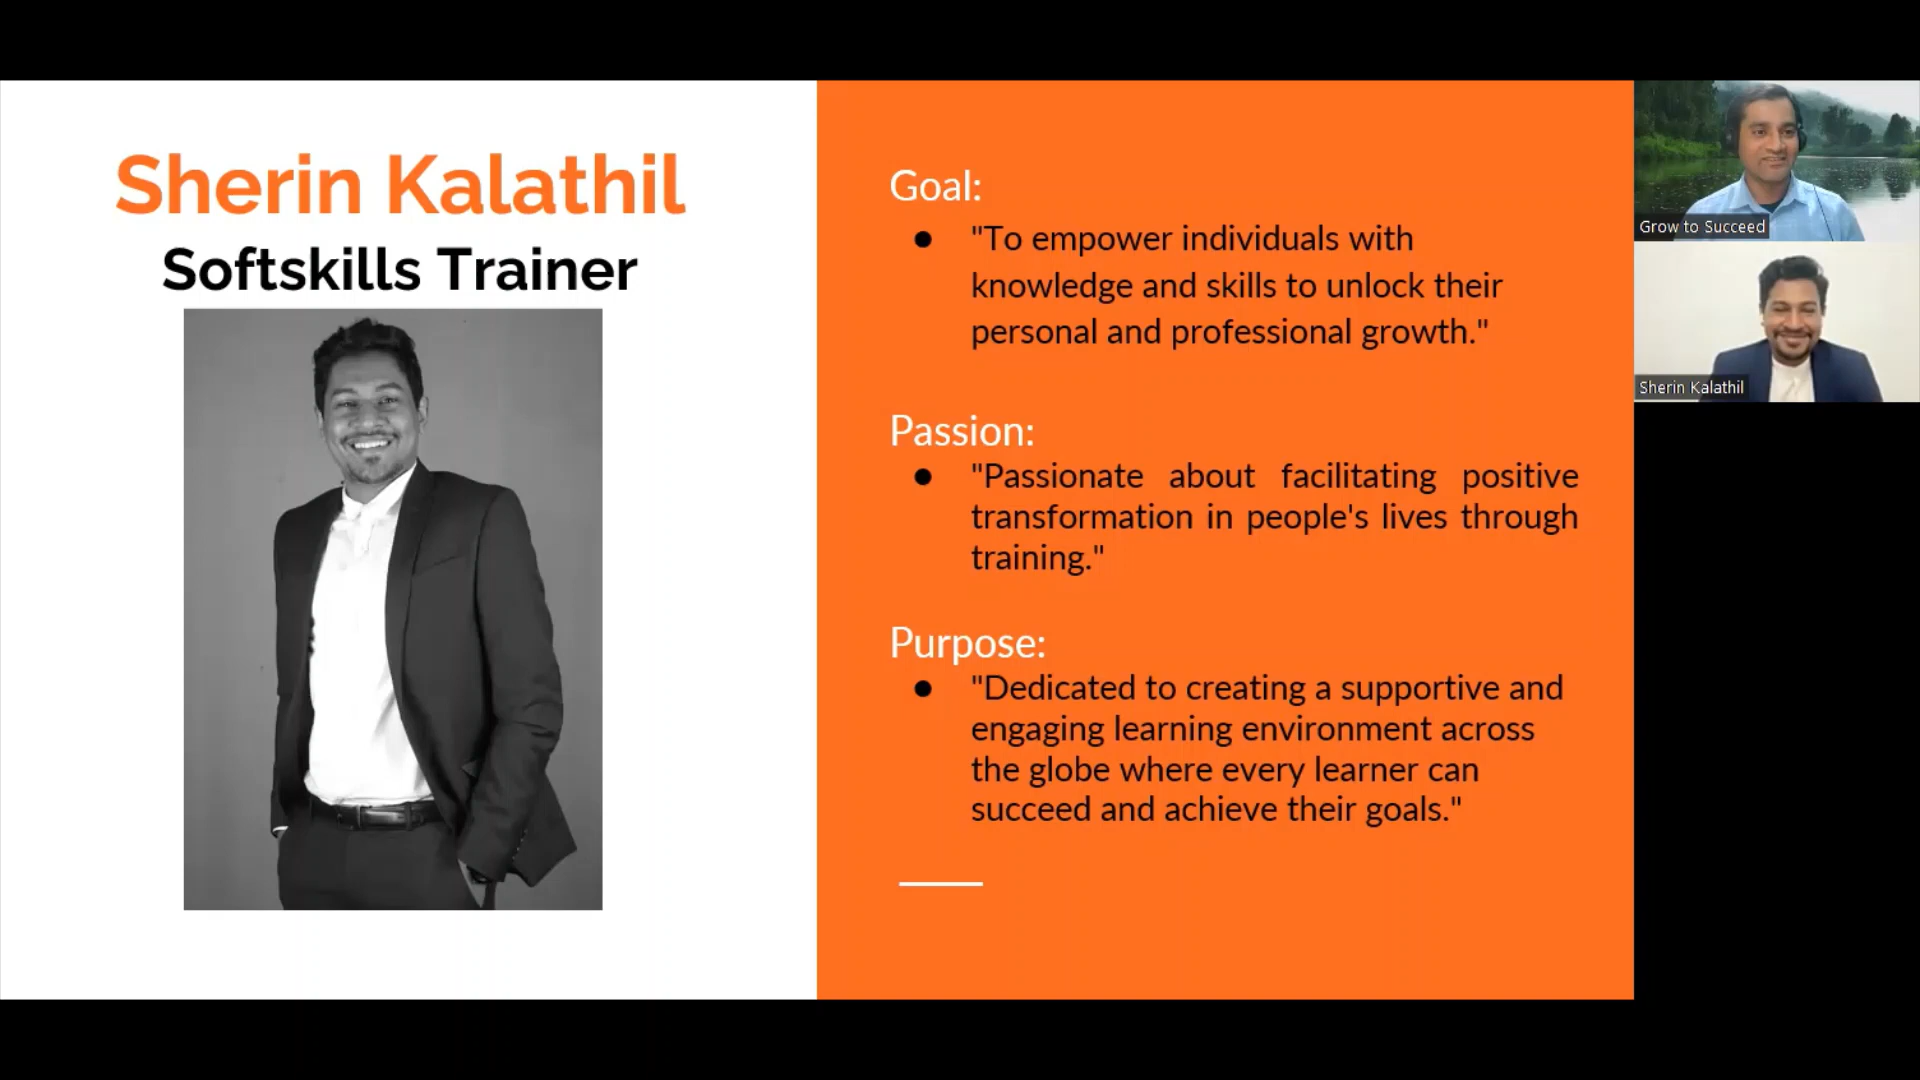 Sherin Kalathil
Softskills Trainer
Goal:
● "To empower individuals with
knowledge and skills to unlock their
personal and professional growth."
Passion:
● "Passionate about facilitating positive
transformation in people's lives through
training."
Purpose:
● "Dedicated to creating a supportive and
engaging learning environment across
the globe where every learner can
succeed and achieve their goals."
Grow to Succeed
Sherin Kalathil